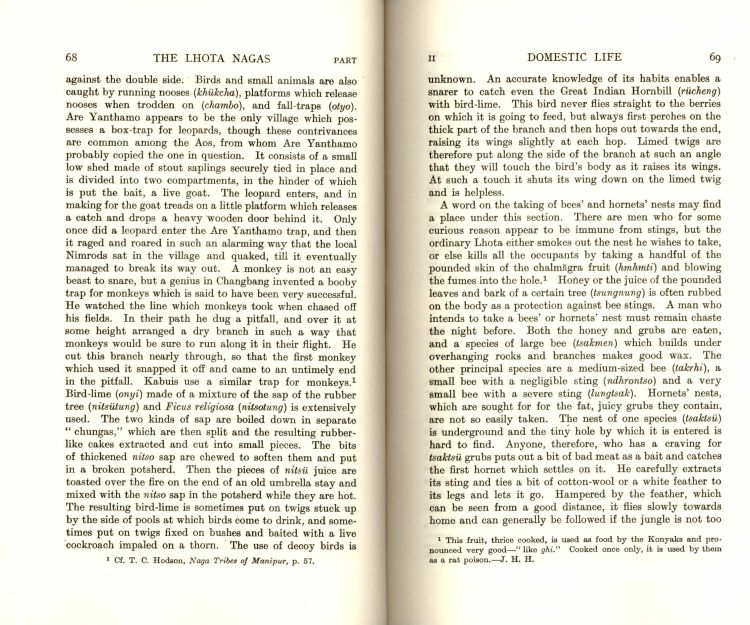 68 THE LHOTA NAGAS PART
against the double side. Birds and small animals are also
caught by running nooses (khükcha), platforms which release
nooses when trodden on (chambo), and fall-traps (otyo).
Are Yanthamo appears to be the only village which pos-
sesses a box-trap for leopards, though these contrivances
are common among the Aos, from whom Are Yanthamo
probably copied the one in question. It consists of a small
low shed made of stout saplings securely tied in place and
is divided into two compartments, in the hinder of which
is put the bait, a live goat. The leopard enters, and in
making for the goat treads on a little platform which releases
a catch and drops a heavy wooden door behind it. Only
once did a leopard enter the Are Yanthamo trap, and then
it raged and roared in such an alarming way that the local
Nimrods sat in the village and quaked, till it eventually
managed to break its way out. A monkey is not an easy
beast to snare, but a genius in Changbang invented a booby
trap for monkeys which is said to have been very successful.
He watched the line which monkeys took when chased off
his fields. In their path he dug a pitfall, and over it at
some height arranged a dry branch in such a way that
monkeys would be sure to run along it in their flight. He
cut this branch nearly through, so that the first monkey
which used it snapped it off and came to an untimely end
in the pitfall. Kabuis use a similar trap for monkeys.¹
Bird-lime (onyi) made of a mixture of the sap of the rubber
tree (nitsütung) and Ficus religiosa (nitsotung) is extensively
used. The two kinds of sap are boiled down in separate
" chungas," which are then split and the resulting rubber-
like cakes extracted and cut into small pieces. The bits
of thickened nitso sap are chewed to soften them and put
in a broken potsherd. Then the pieces of nitsü juice are
toasted over the fire on the end of an old umbrella stay and
mixed with the nitso sap in the potsherd while they are hot.
The resulting bird-lime is sometimes put on twigs stuck up
by the side of pools at which birds come to drink, and some-
times put on twigs fixed on bushes and baited with a live
cockroach impaled on a thorn. The use of decoy birds is
¹ Cf. T. C. Hodson, Naga Tribes of Manipur, p. 57.
II DOMESTIC LIFE 69
unknown. An accurate knowledge of its habits enables a
snarer to catch even the Great Indian Hornbill (rücheng)
with bird-lime. This bird never flies straight to the berries
on which it is going to feed, but always first perches on the
thick part of the branch and then hops out towards the end,
raising its wings slightly at each hop. Limed twigs are
therefore put along the side of the branch at such an angle
that they will touch the bird's body as it raises its wings.
At such a touch it shuts its wing down on the limed twig
and is helpless.
A word on the taking of bees' and hornets' nests may find
a place under this section. There are men who for some
curious reason appear to be immune from stings, but the
ordinary Lhota either smokes out the nest he wishes to take,
or else kills all the occupants by taking a handful of the
pounded skin of the chalmāgra fruit (hmhmti) and blowing
the fumes into the hole.¹ Honey or the juice of the pounded
leaves and bark of a certain tree (tsungnung) is often rubbed
on the body as a protection against bee stings. A man who
intends to take a bees' or hornets' nest must remain chaste
the night before. Both the honey and grubs are eaten,
and a species of large bee (tsakmen) which builds under
overhanging rocks and branches makes good wax. The
other principal species are a medium-sized bee (takrhi), a
small bee with a negligible sting (ndhrontso) and a very
small bee with a severe sting (lungtsak). Hornets' nests,
which are sought for for the fat, juicy grubs they contain,
are not so easily taken. The nest of one species (tsaktsü)
is underground and the tiny hole by which it is entered is
hard to find. Anyone, therefore, who has a craving for
tsaktsü grubs puts out a bit of bad meat as a bait and catches
the first hornet which settles on it. He carefully extracts
its sting and ties a bit of cotton-wool or a white feather to
its legs and lets it go. Hampered by the feather, which
can be seen from a good distance, it flies slowly towards
home and can generally be followed if the jungle is not too
¹ This fruit, thrice cooked, is used as food by the Konyaks and pro-
nounced very good—" like ghi." Cooked once only, it is used by them
as a rat poison.—J. H. H.